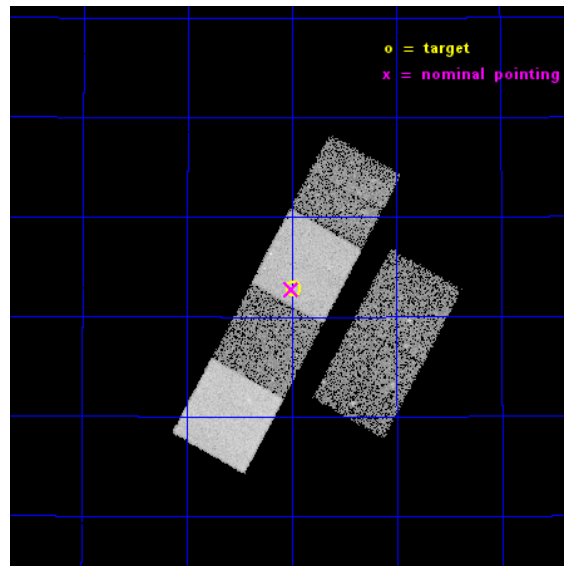 o = target
x = nominal pointing